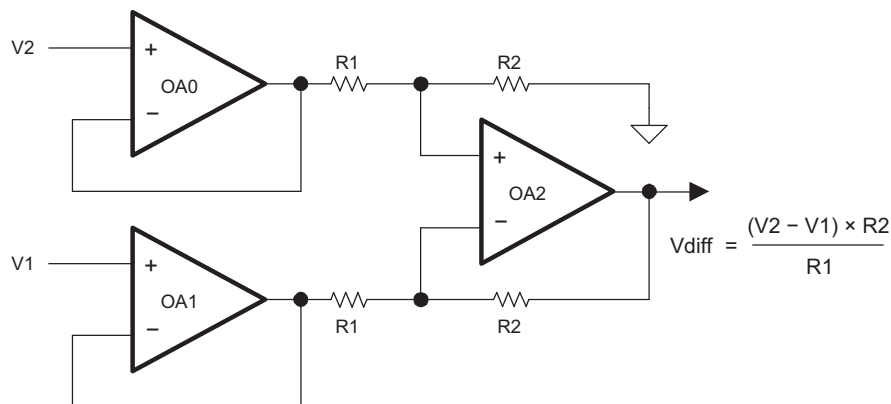 V2
+
OA0
−
R1
R2
+
OA2
−
Vdiff = (V2 − V1) × R2
R1
V1
+
OA1
−
R1
R2